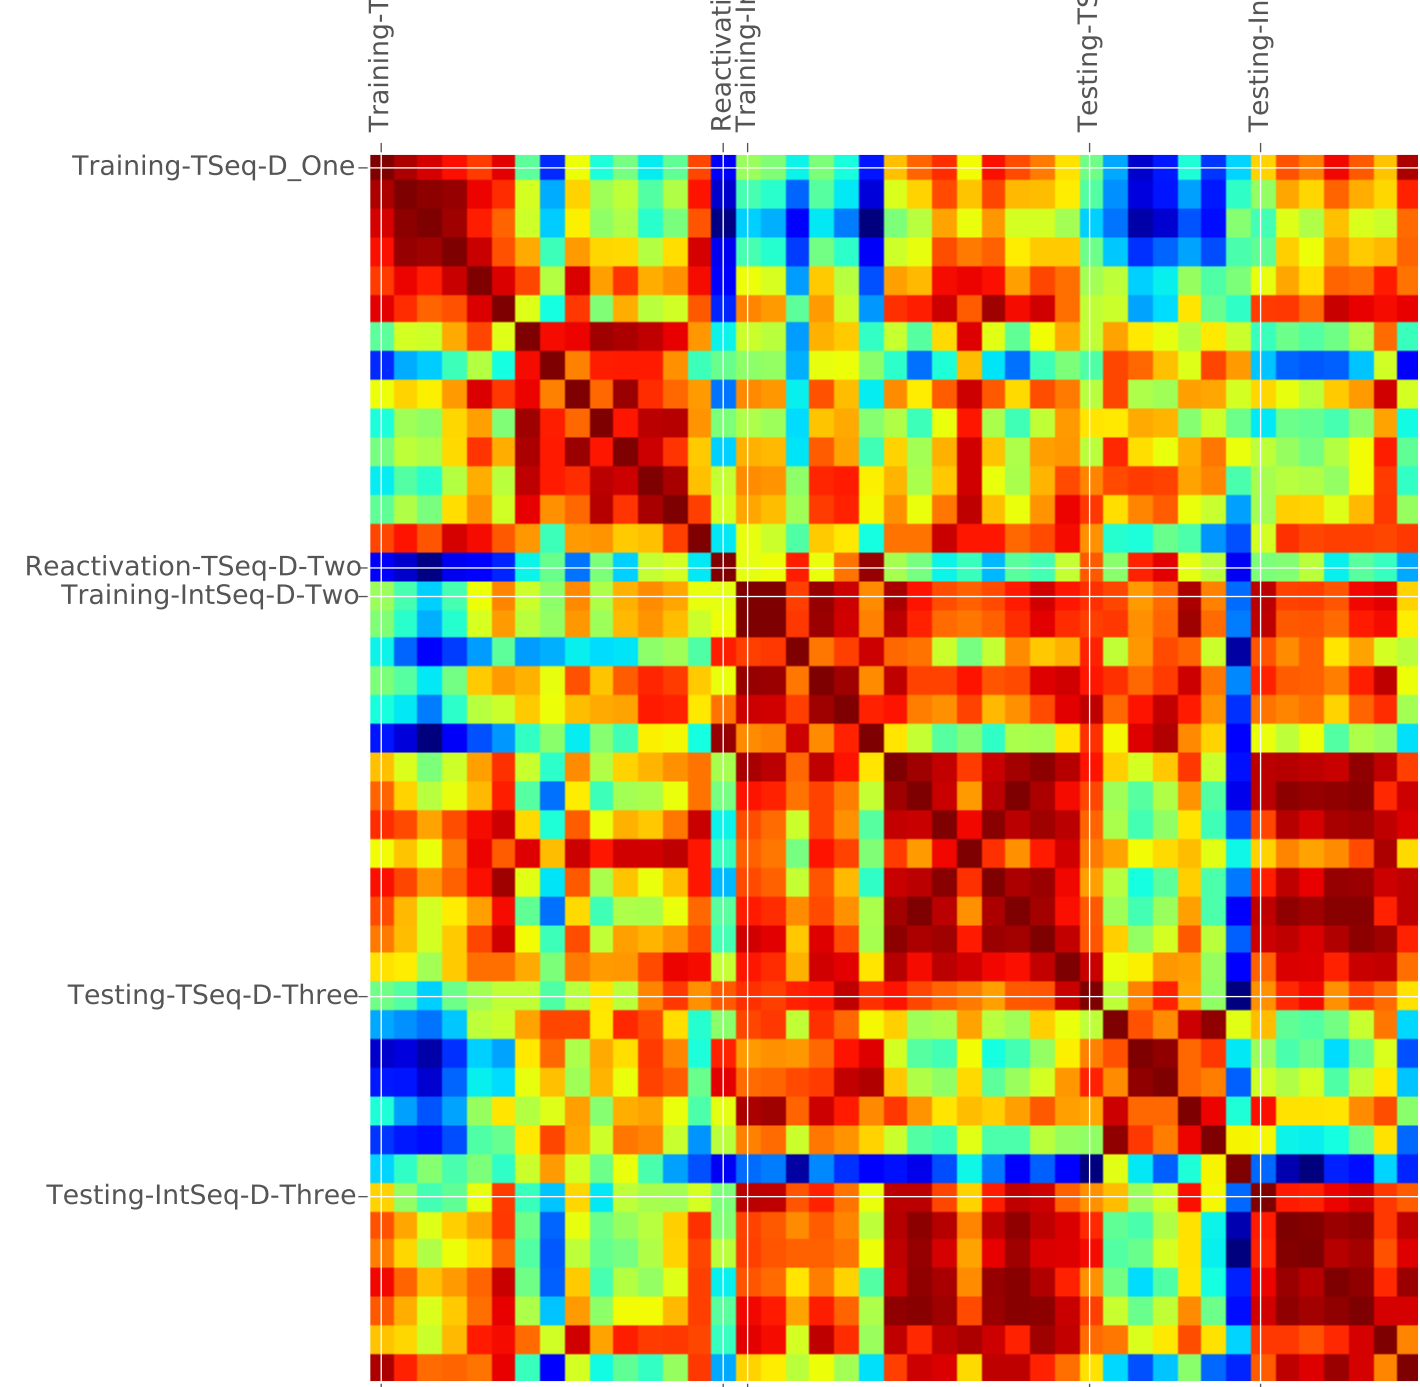 Training-T
Reactivati
Training-I
Testing-TS
Testing-In
Training-TSeq-D_One
Reactivation-TSeq-D-Two
Training-IntSeq-D-Two
Testing-TSeq-D-Three
Testing-IntSeq-D-Three